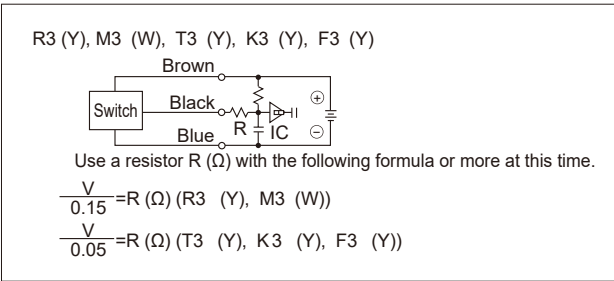 R3 (Y), M3 (W), T3 (Y), K3 (Y), F3 (Y)
Brown
Switch
Black
+
R
IC
−
Blue
Use a resistor R (Ω) with the following formula or more at this time.
V
0.15 =R (Ω) (R3 (Y), M3 (W))
V
0.05 =R (Ω) (T3 (Y), K3 (Y), F3 (Y))